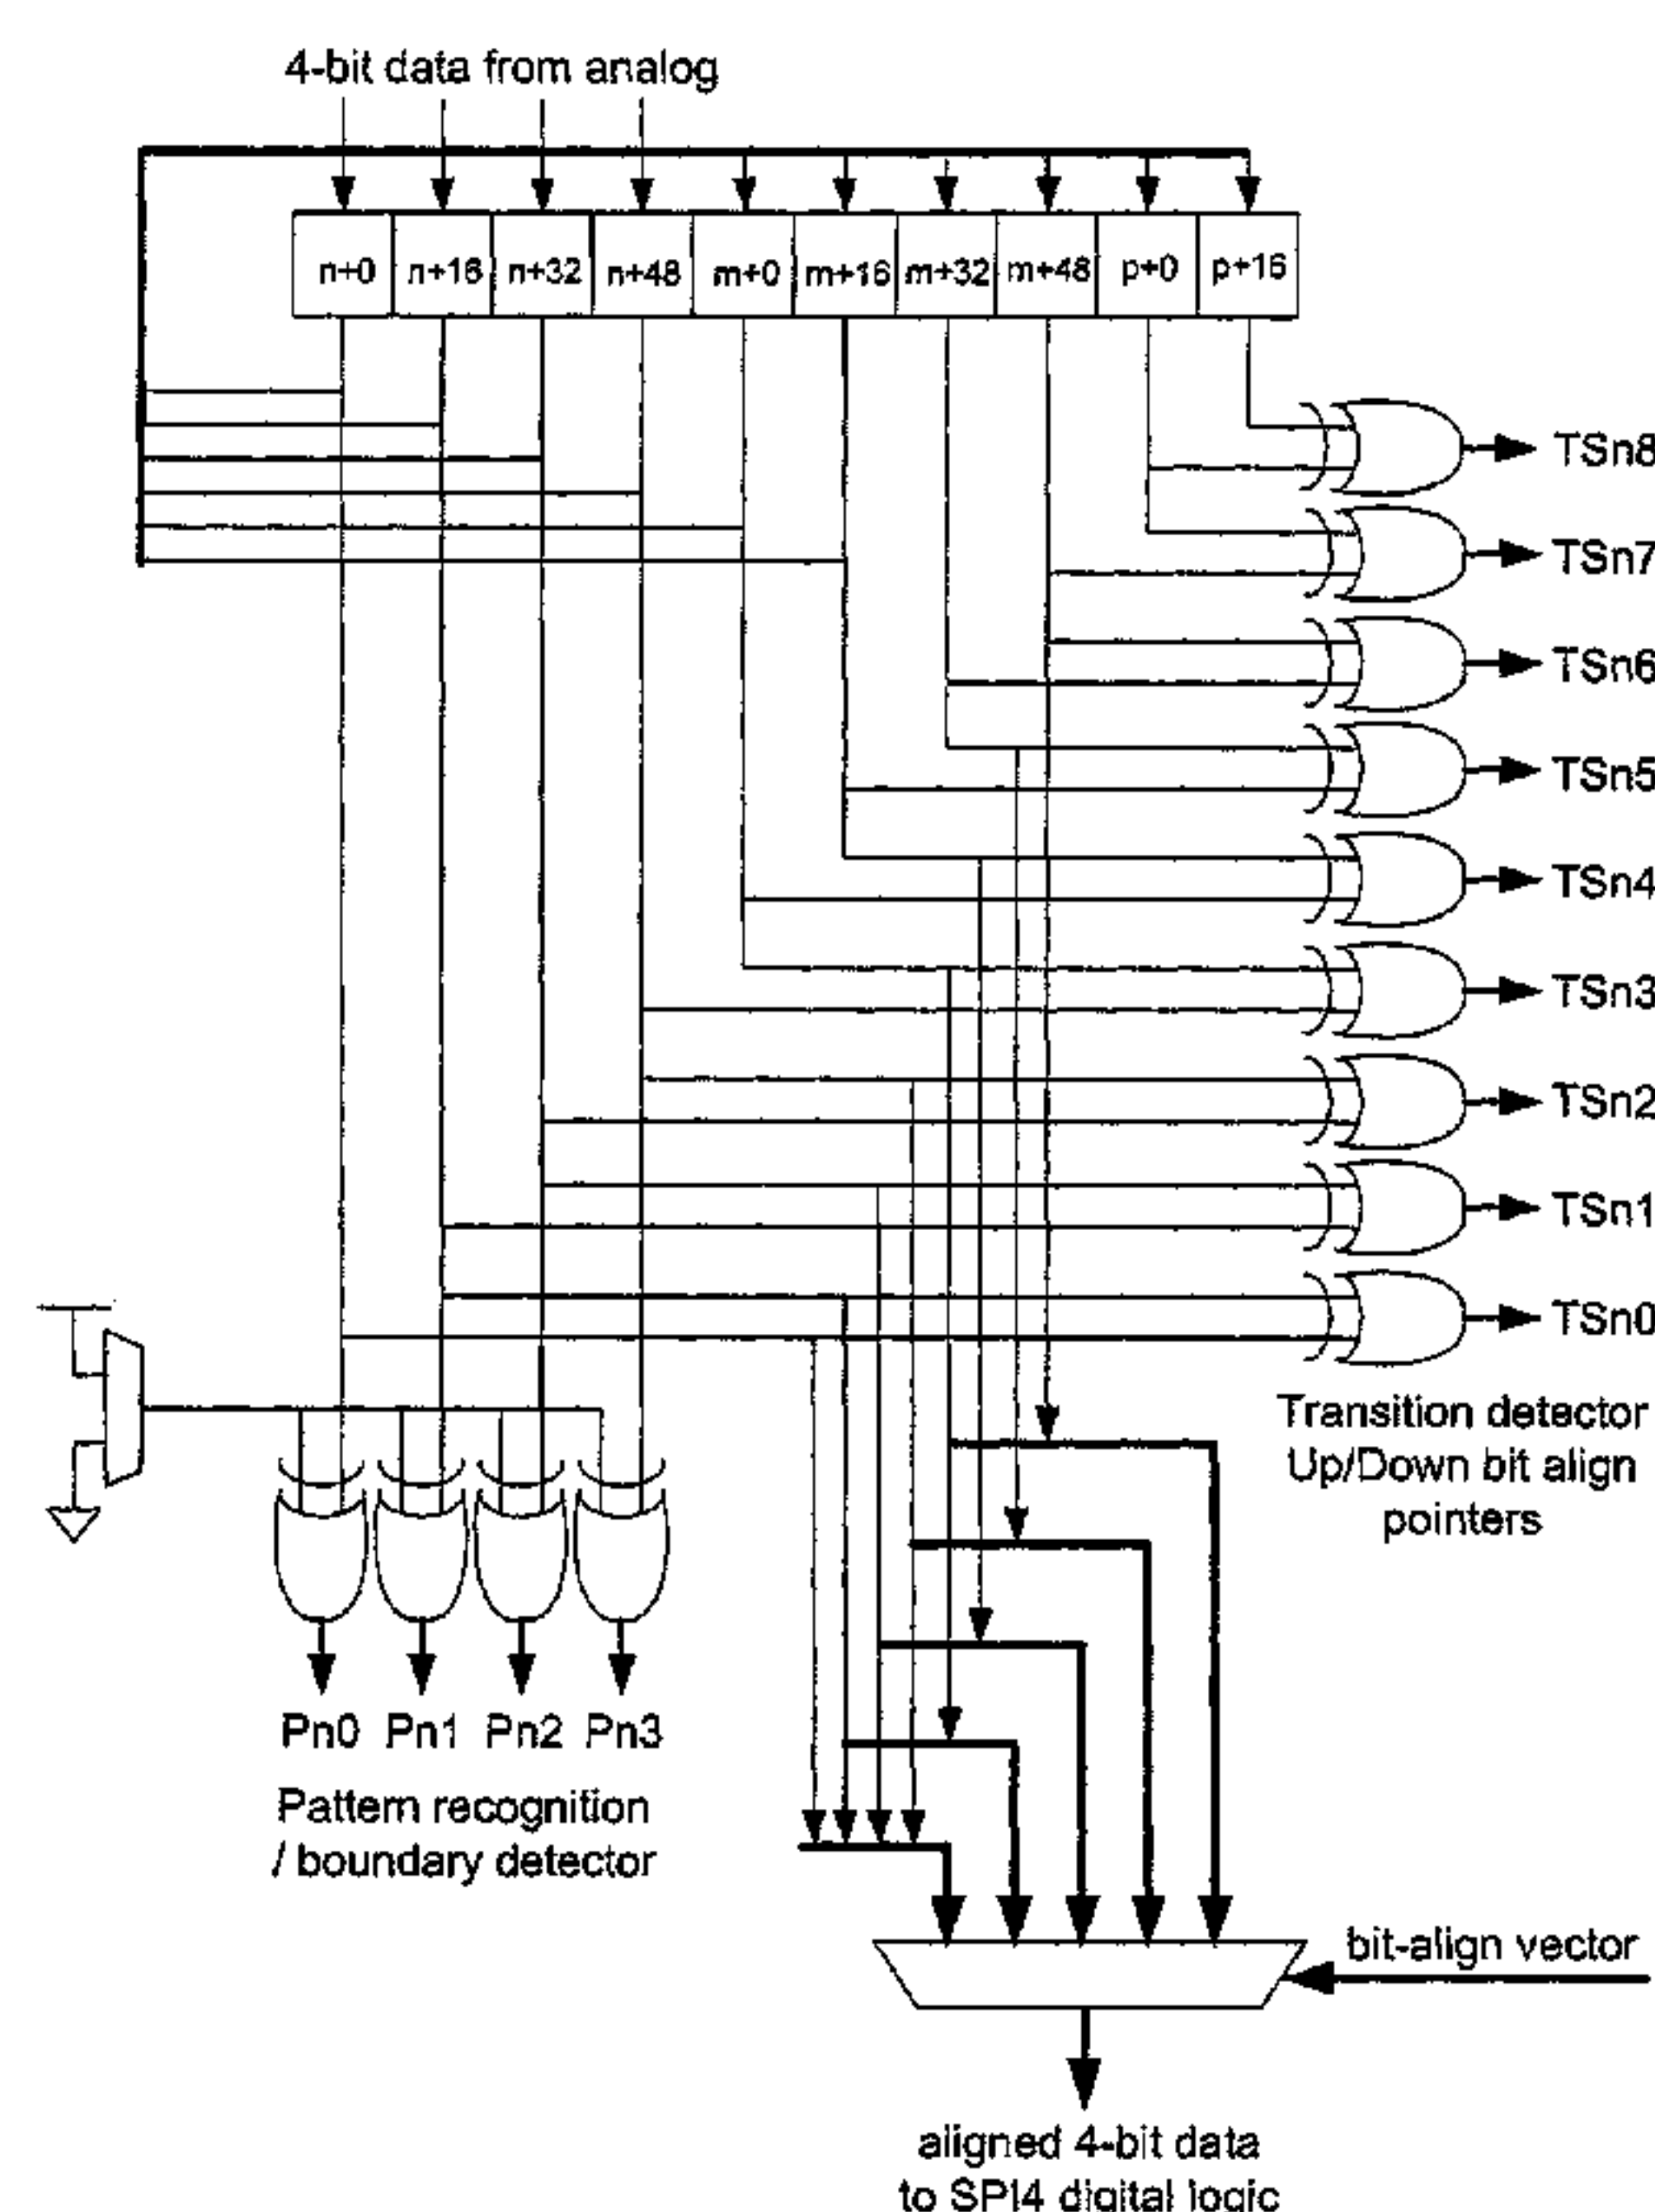 4-bit data from analog
n+0 n+16 n+32 n+48 m+0 m+16 m+32 m+48 p+0 p+16
TSn8
TSn7
TSn6
TSn5
TSn4
TSn3
TSn2
TSn1
TSn0
Transition detector
Up/Down bit align
pointers
Pn0 Pn1 Pn2 Pn3
Pattern recognition
/ boundary detector
bit-align vector
aligned 4-bit data
to SPI4 digital logic